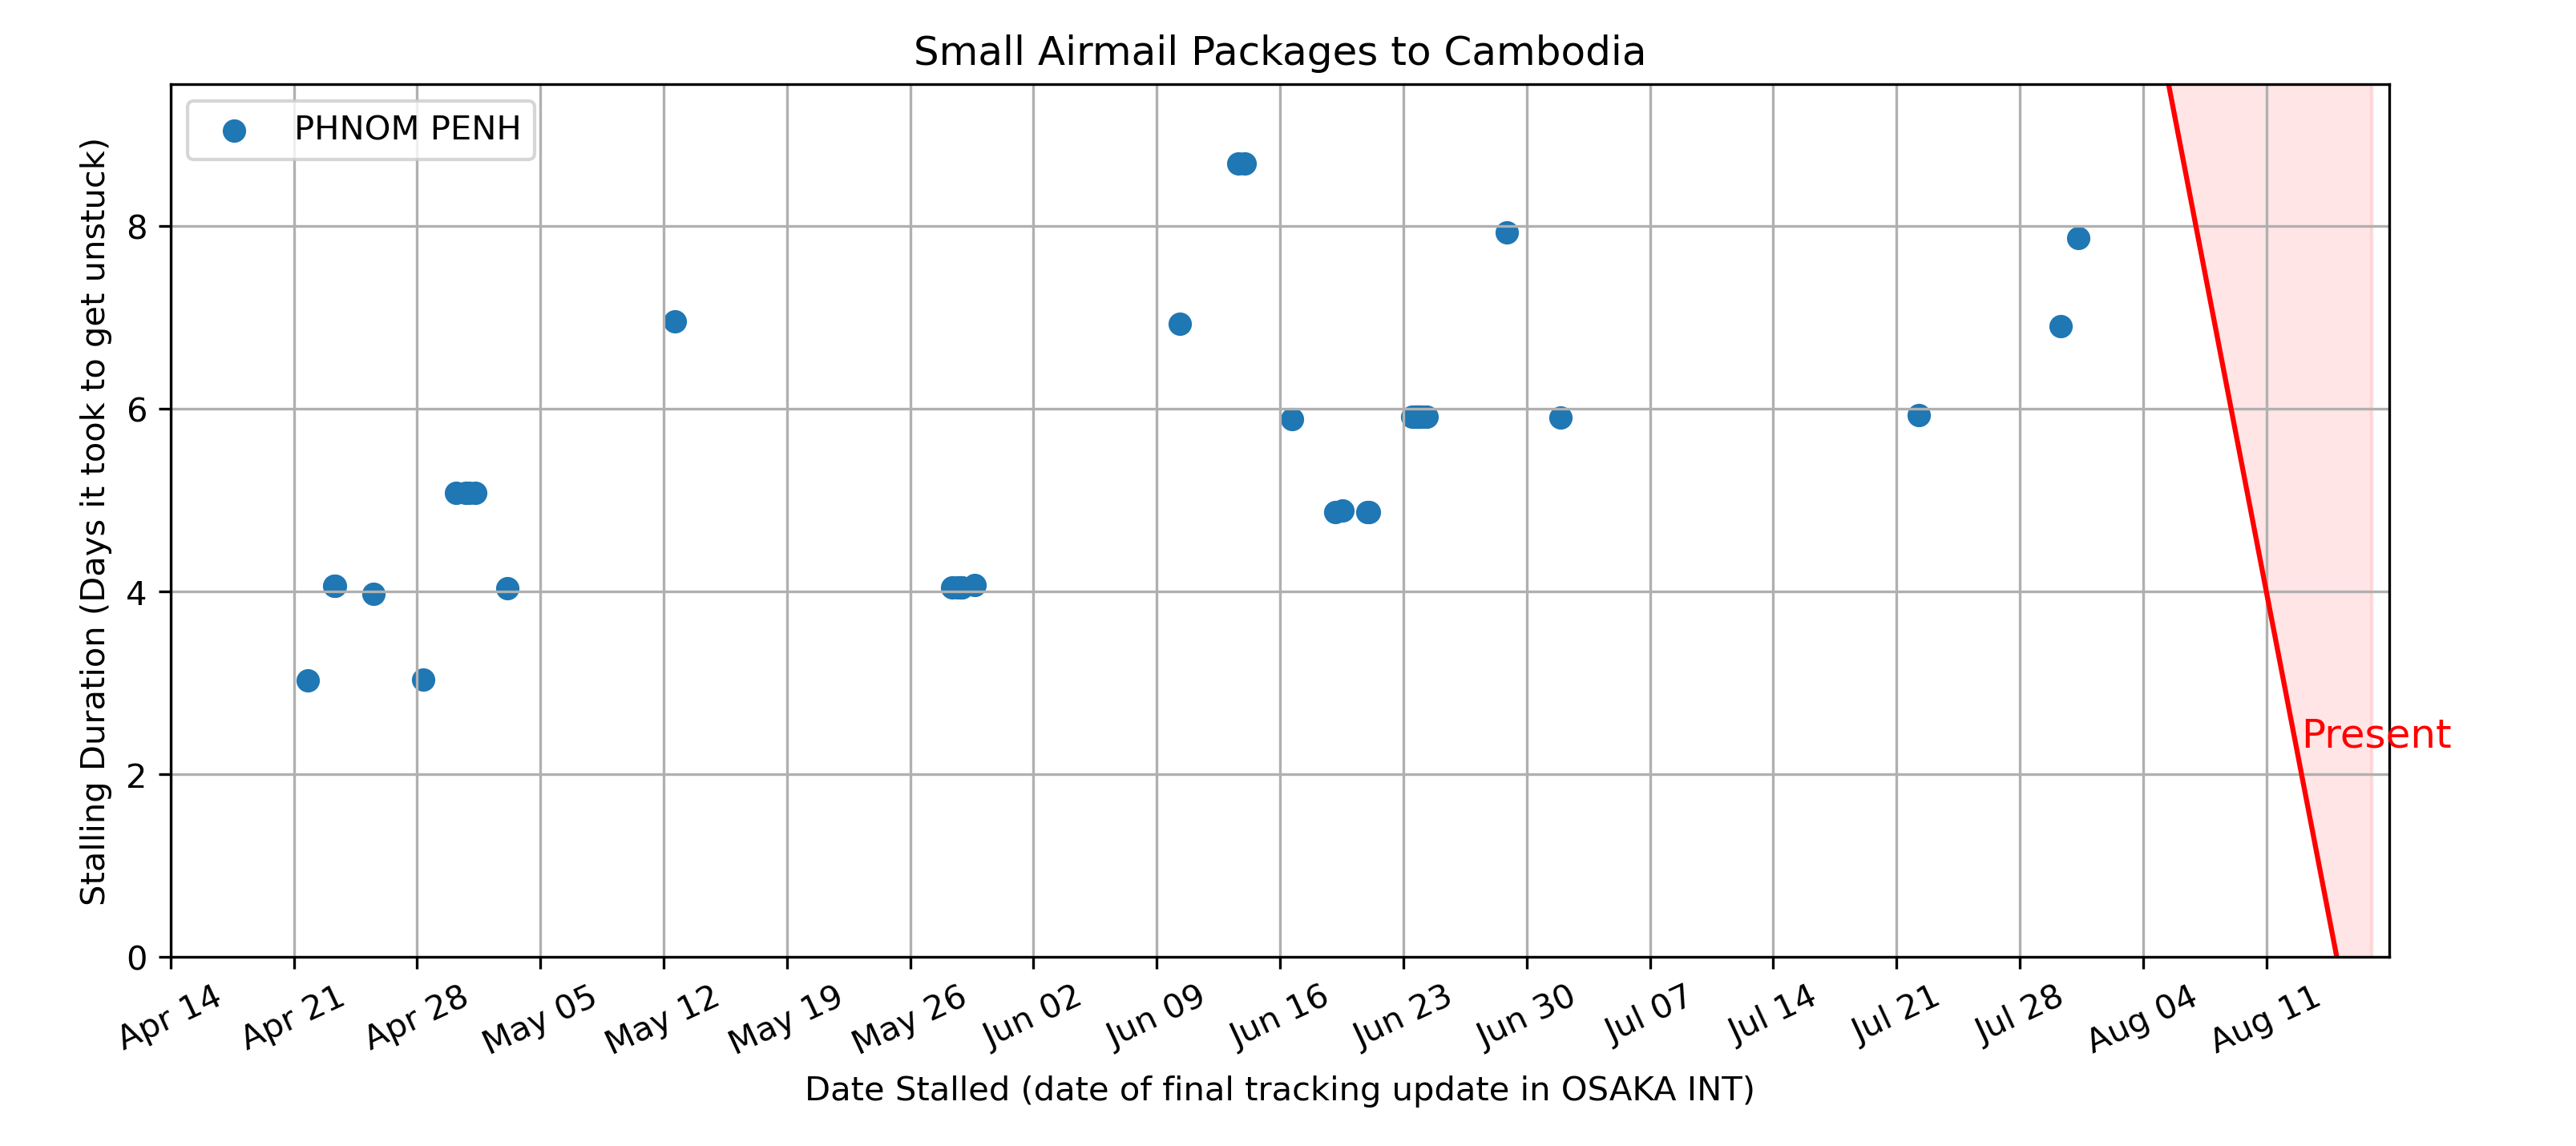 Small Airmail Packages to Cambodia
PHNOM PENH
Stalling Duration (Days it took to get unstuck)
8
6
4
2
0
Present
Apr 14
Apr 21
Apr 28
May 05
May 12
May 19
May 26
Jun 02
Jun 09
Jun 16
Jun 23
Jun 30
Jul 07
Jul 14
Jul 21
Jul 28
Aug 04
Aug 11
Date Stalled (date of final tracking update in OSAKA INT)